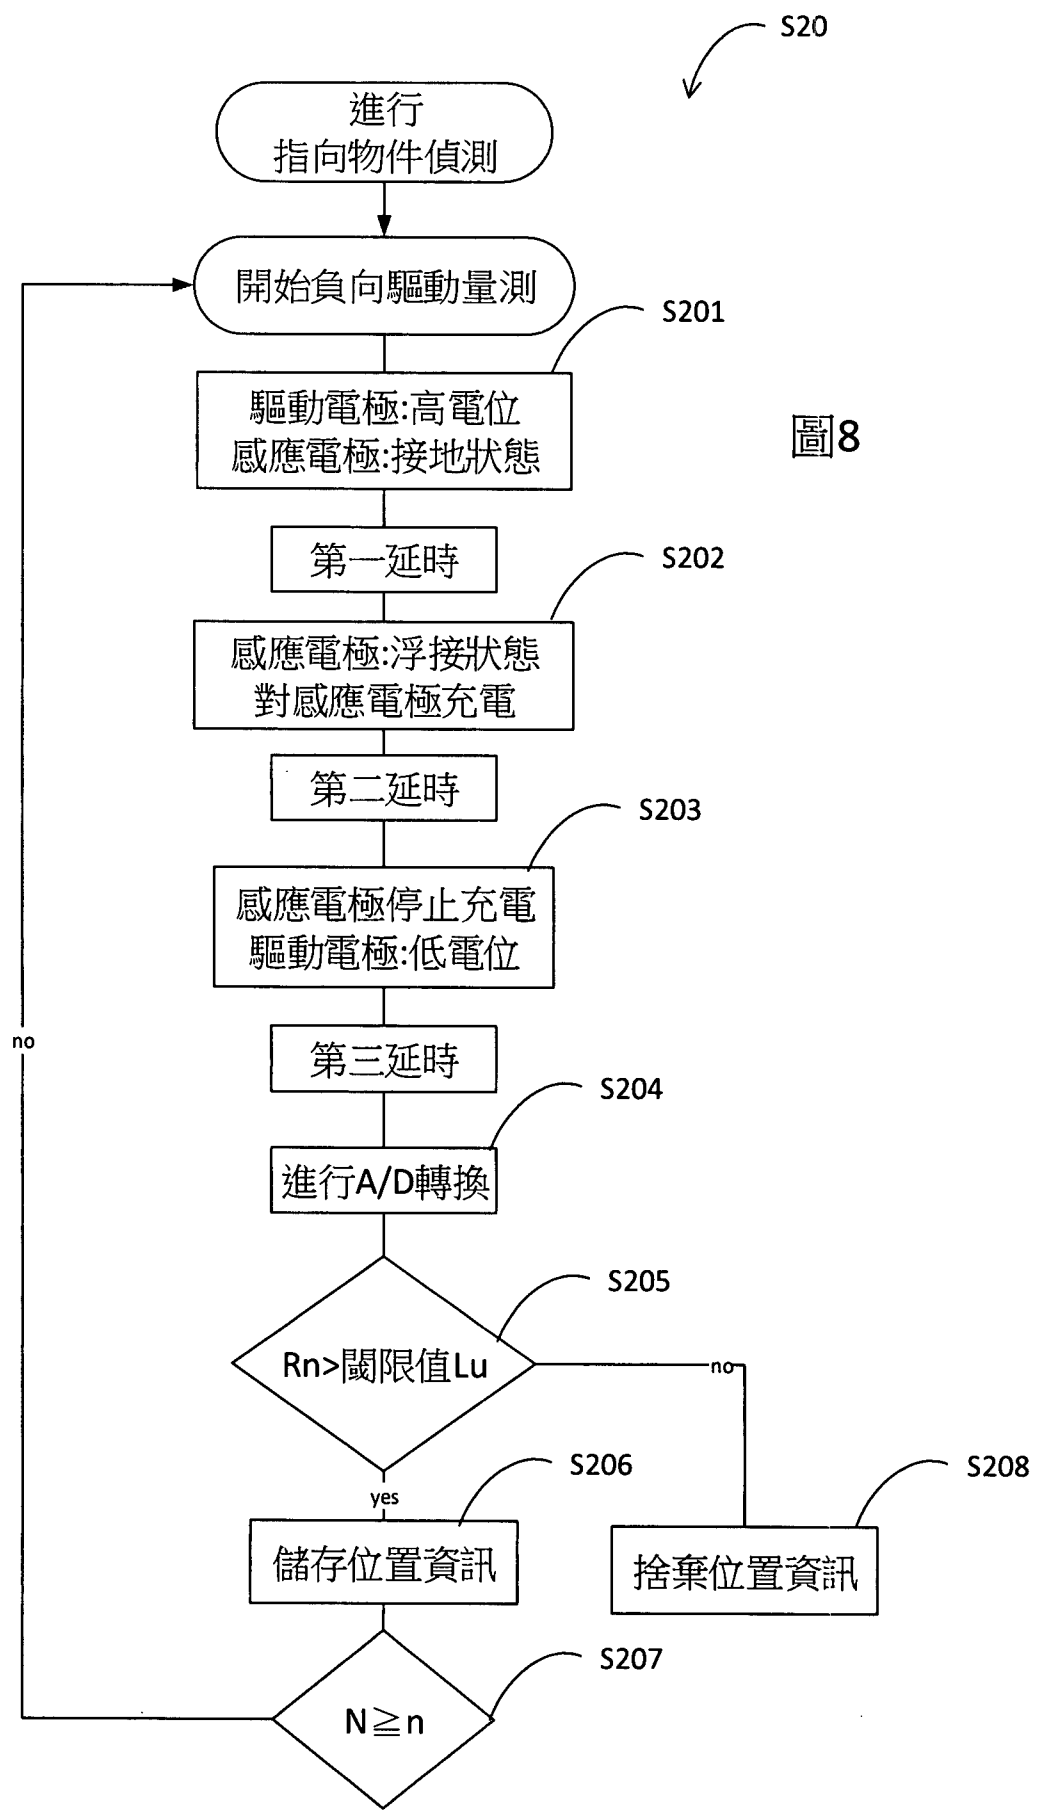 S20
進行
指向物件偵測
開始負向驅動量測
S201
驅動電極:高電位
感應電極:接地狀態
圖8
第一延時
S202
感應電極:浮接狀態
對感應電極充電
第二延時
S203
感應電極停止充電
驅動電極:低電位
no
第三延時
S204
進行A/D轉換
S205
Rn>閾限值Lu
no
yes
S206
S208
儲存位置資訊
捨棄位置資訊
S207
N≧n